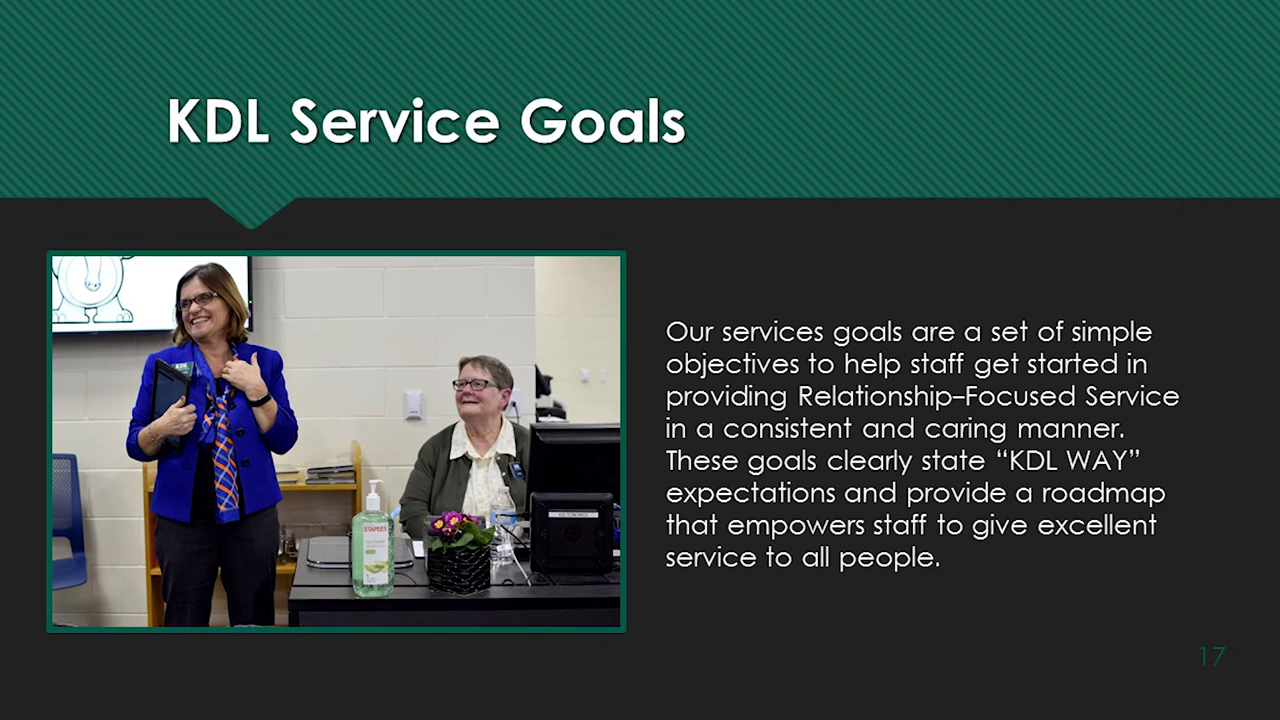 KDL Service Goals
KDL
STAPLES
Our services goals are a set of simple
objectives to help staff get started in
providing Relationship–Focused Service
in a consistent and caring manner.
These goals clearly state “KDL WAY”
expectations and provide a roadmap
that empowers staff to give excellent
service to all people.
17